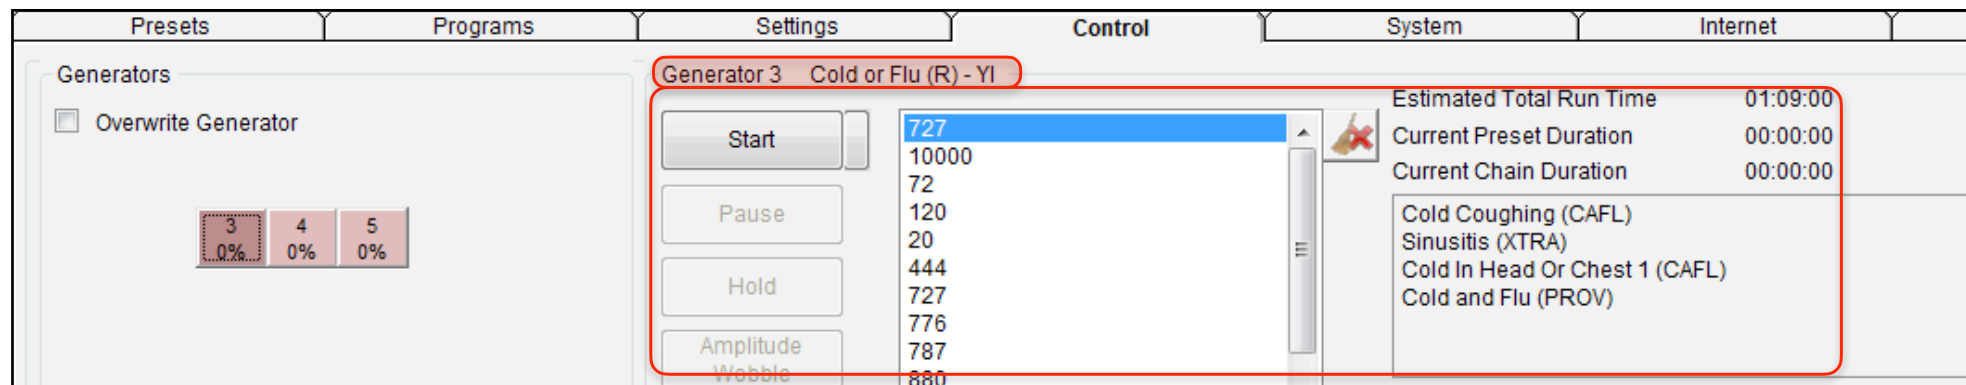 Presets Programs Settings Control System Internet
Generators
Overwrite Generator
3 4 5
0% 0% 0%
Generator 3 Cold or Flu (R) - YI
Start
Pause
Hold
Amplitude
Wobble
727
10000
72
120
20
444
727
776
787
880
Estimated Total Run Time 01:09:00
Current Preset Duration 00:00:00
Current Chain Duration 00:00:00
Cold Coughing (CAFL)
Sinusitis (XTRA)
Cold In Head Or Chest 1 (CAFL)
Cold and Flu (PROV)